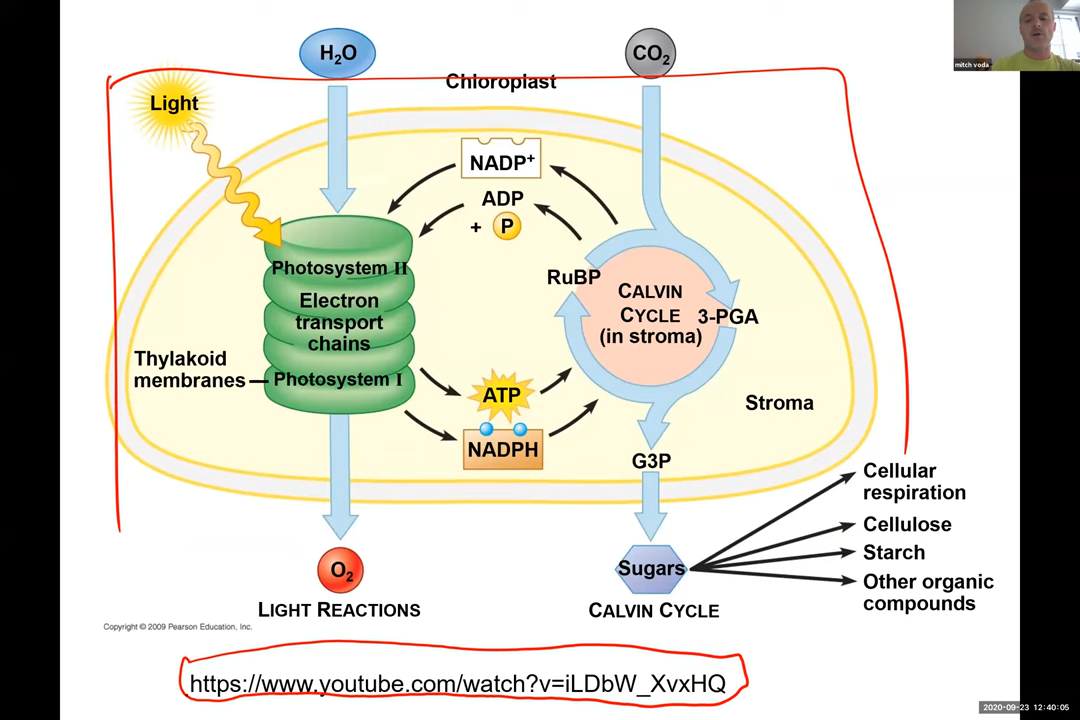 H₂O
CO₂
mitch voda
Chloroplast
Light
NADP⁺
ADP
+ P
Photosystem II
Electron
transport
chains
Photosystem I
Thylakoid
membranes
RuBP
CALVIN
CYCLE
(in stroma)
3-PGA
ATP
NADPH
Stroma
G3P
Cellular
respiration
Cellulose
Starch
Other organic
compounds
O₂
Sugars
LIGHT REACTIONS
CALVIN CYCLE
Copyright © 2009 Pearson Education, Inc.
https://www.youtube.com/watch?v=iLDbW_XvxHQ
2020-09-23 12:40:05